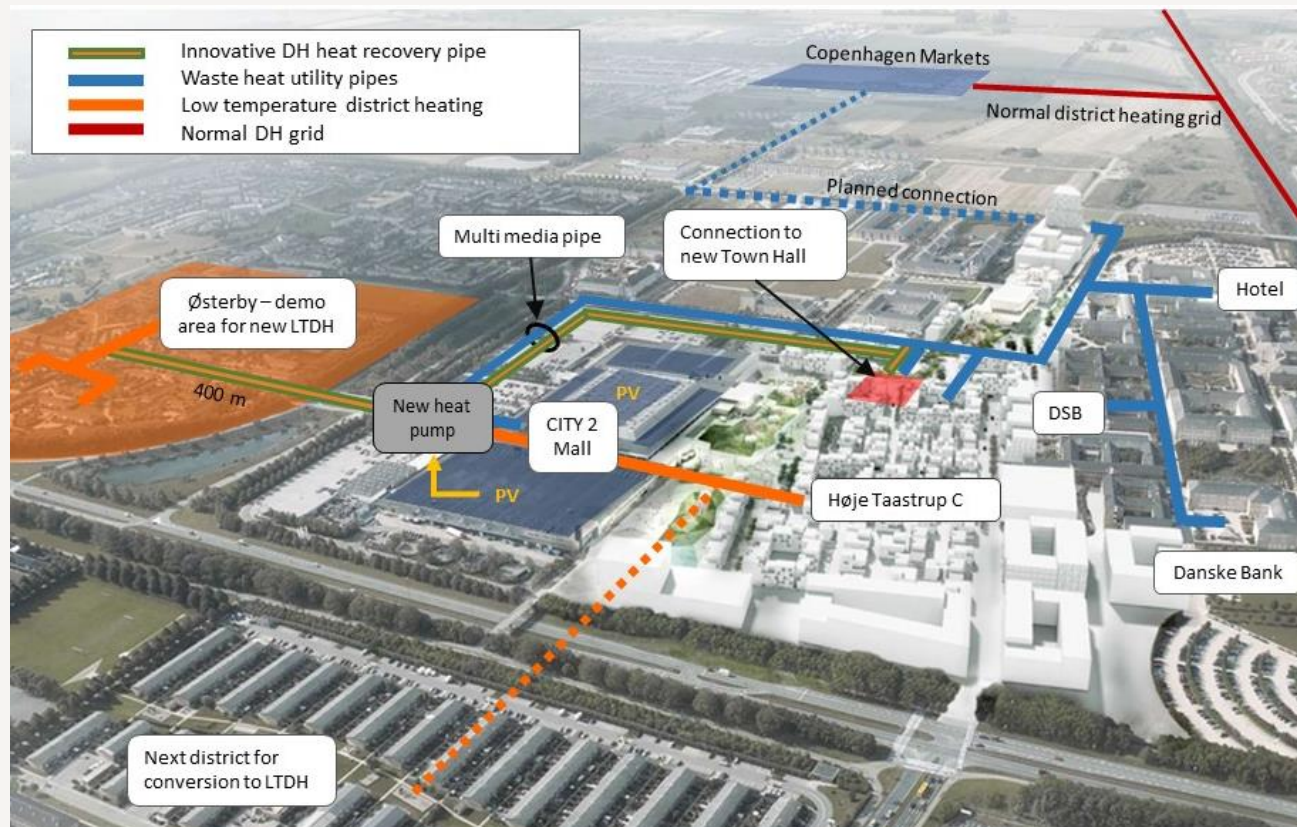 Innovative DH heat recovery pipe
Waste heat utility pipes
Low temperature district heating
Normal DH grid
Copenhagen Markets
Normal district heating grid
Planned connection
Multi media pipe
Connection to
new Town Hall
Østerby – demo
area for new LTDH
Hotel
400 m
PV
New heat
pump
CITY 2
Mall
DSB
PV
Høje Taastrup C
Danske Bank
Next district for
conversion to LTDH